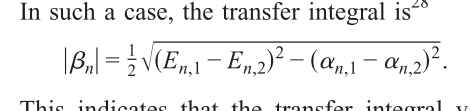 In such a case, the transfer integral is²⁸
|βₙ| = ½ √(Eₙ,₁ − Eₙ,₂)² − (αₙ,₁ − αₙ,₂)².
This indicates that the transfer integral